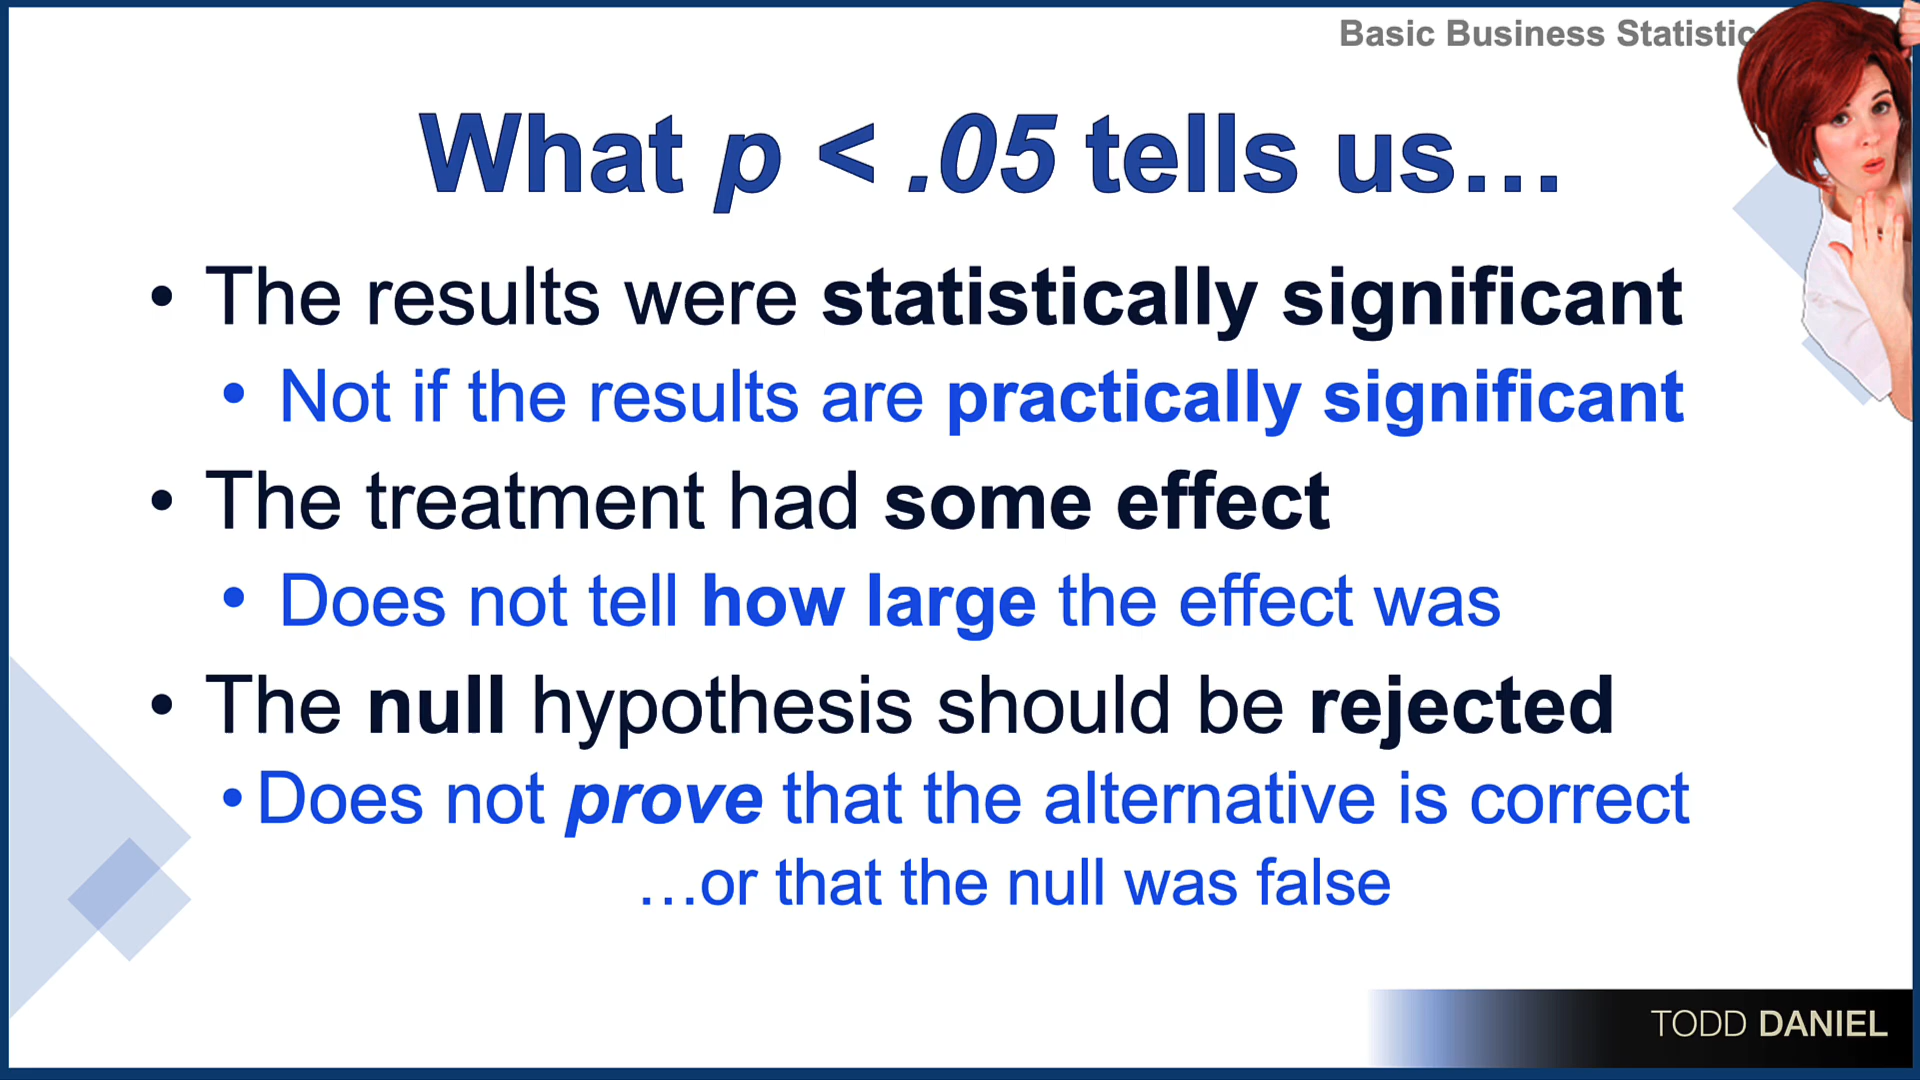 Basic Business Statistic
What p < .05 tells us…
• The results were statistically significant
• Not if the results are practically significant
• The treatment had some effect
• Does not tell how large the effect was
• The null hypothesis should be rejected
• Does not prove that the alternative is correct
…or that the null was false
TODD DANIEL